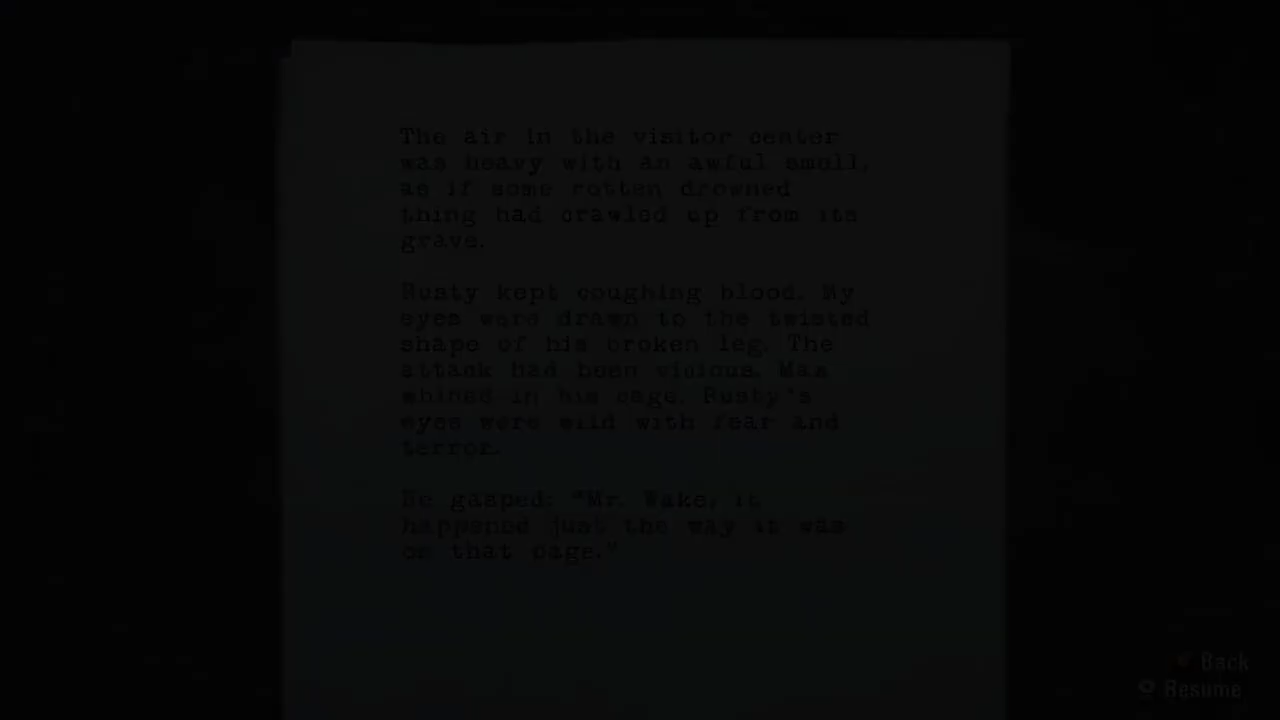 The air in the visitor center
was heavy with an awful smell,
as if some rotten drowned
thing had crawled up from its
grave.
Rusty kept coughing blood. My
eyes were drawn to the twisted
shape of his broken leg. The
attack had been vicious. Max
whined in his cage. Rusty's
eyes were wild with fear and
terror.
He gasped: "Mr. Wake, it
happened just the way it was
on that page."
Back
Resume